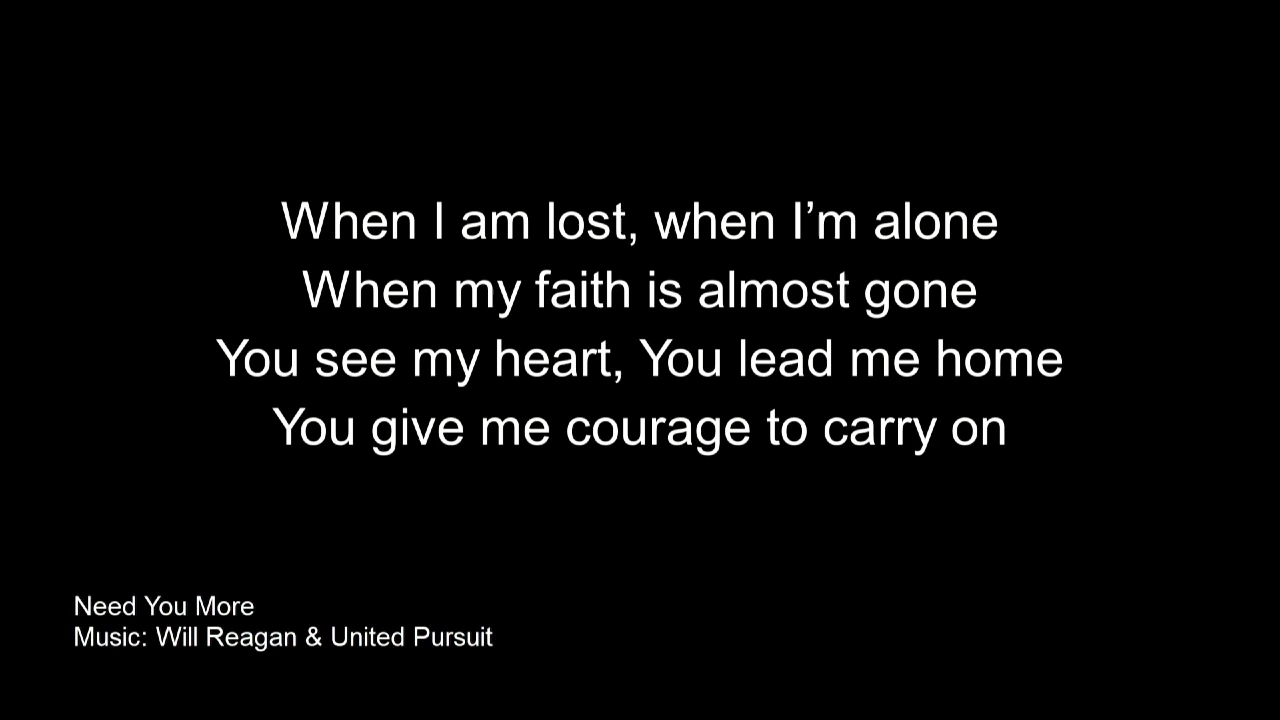 When I am lost, when I’m alone
When my faith is almost gone
You see my heart, You lead me home
You give me courage to carry on
Need You More
Music: Will Reagan & United Pursuit